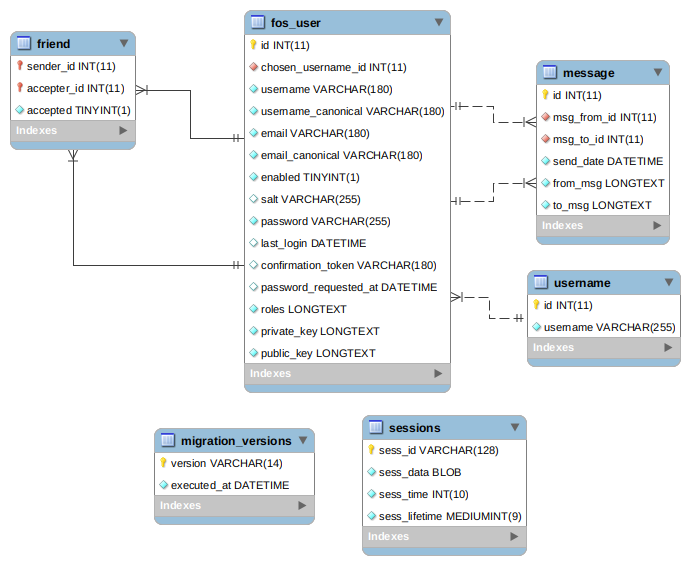 friend
sender_id INT(11)
accepter_id INT(11)
accepted TINYINT(1)
Indexes
fos_user
id INT(11)
chosen_username_id INT(11)
username VARCHAR(180)
username_canonical VARCHAR(180)
email VARCHAR(180)
email_canonical VARCHAR(180)
enabled TINYINT(1)
salt VARCHAR(255)
password VARCHAR(255)
last_login DATETIME
confirmation_token VARCHAR(180)
password_requested_at DATETIME
roles LONGTEXT
private_key LONGTEXT
public_key LONGTEXT
Indexes
message
id INT(11)
msg_from_id INT(11)
msg_to_id INT(11)
send_date DATETIME
from_msg LONGTEXT
to_msg LONGTEXT
Indexes
username
id INT(11)
username VARCHAR(255)
Indexes
migration_versions
version VARCHAR(14)
executed_at DATETIME
Indexes
sessions
sess_id VARCHAR(128)
sess_data BLOB
sess_time INT(10)
sess_lifetime MEDIUMINT(9)
Indexes